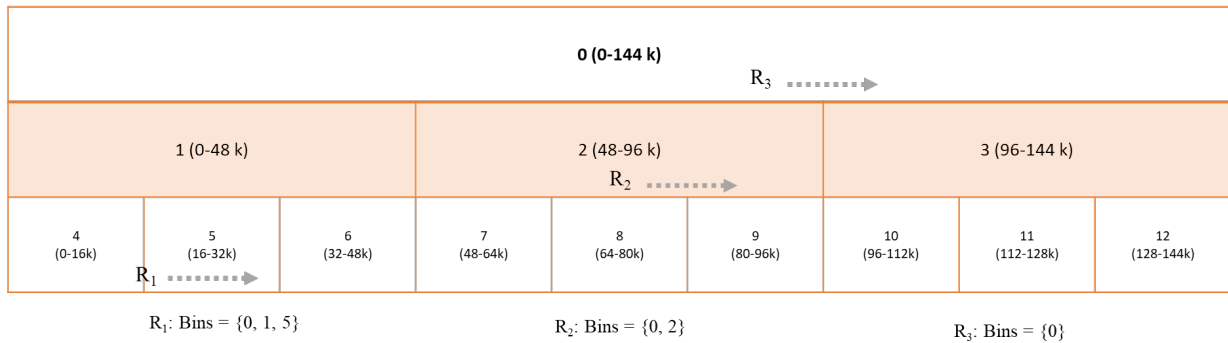 0 (0-144 k)
R₃
1 (0-48 k)
2 (48-96 k)
3 (96-144 k)
R₂
4
(0-16k)
5
(16-32k)
6
(32-48k)
7
(48-64k)
8
(64-80k)
9
(80-96k)
10
(96-112k)
11
(112-128k)
12
(128-144k)
R₁
R₁: Bins = {0, 1, 5}
R₂: Bins = {0, 2}
R₃: Bins = {0}